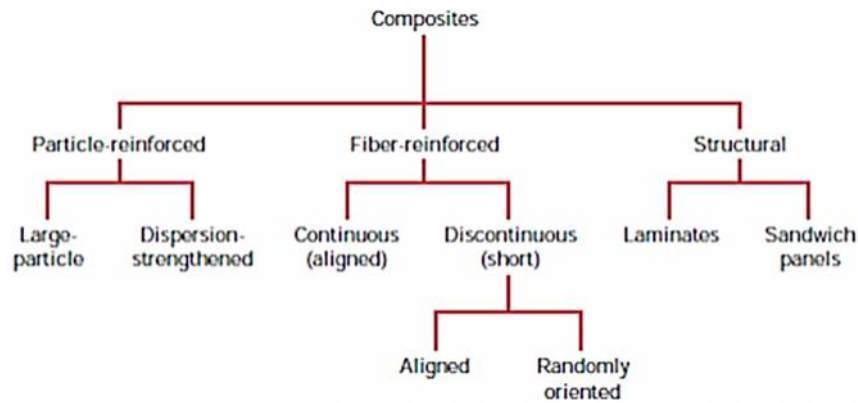 Composites
Particle-reinforced Fiber-reinforced Structural
Large- Dispersion- Continuous Discontinuous Laminates Sandwich
particle strengthened (aligned) (short) panels
Aligned Randomly
oriented